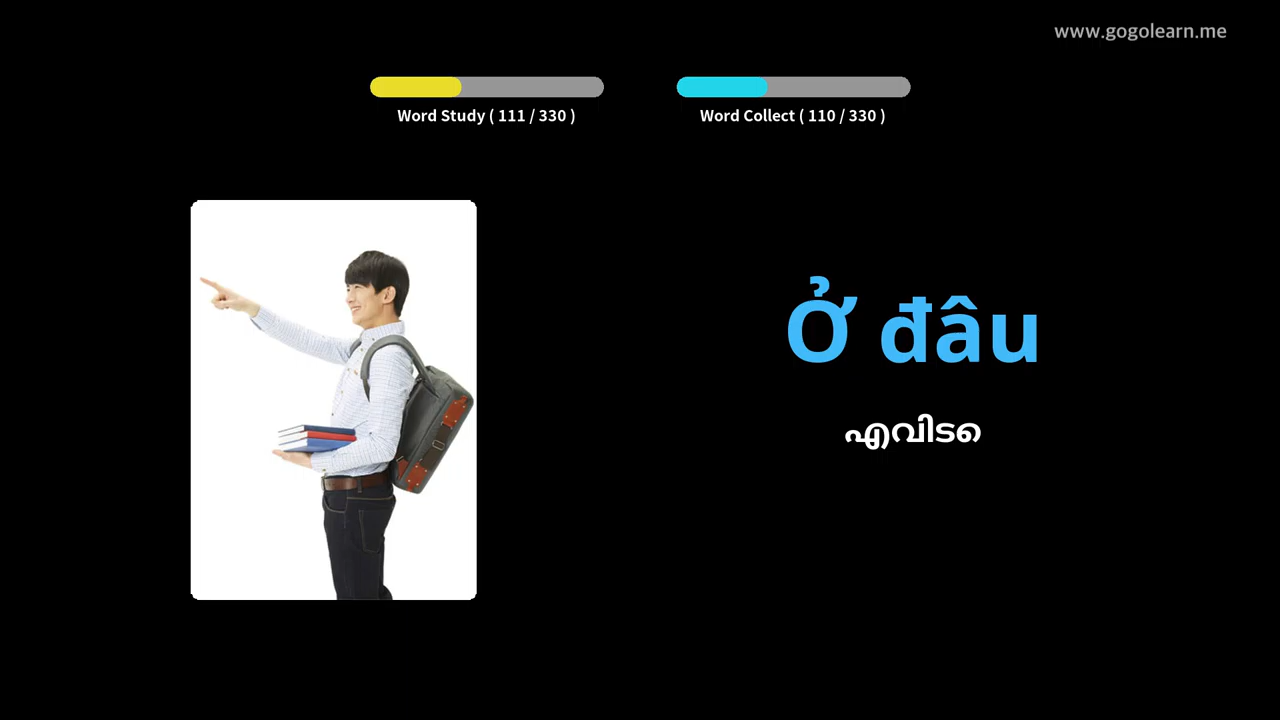 www.gogolearn.me
Word Study ( 111 / 330 )
Word Collect ( 110 / 330 )
Ở đâu
എവിടെ